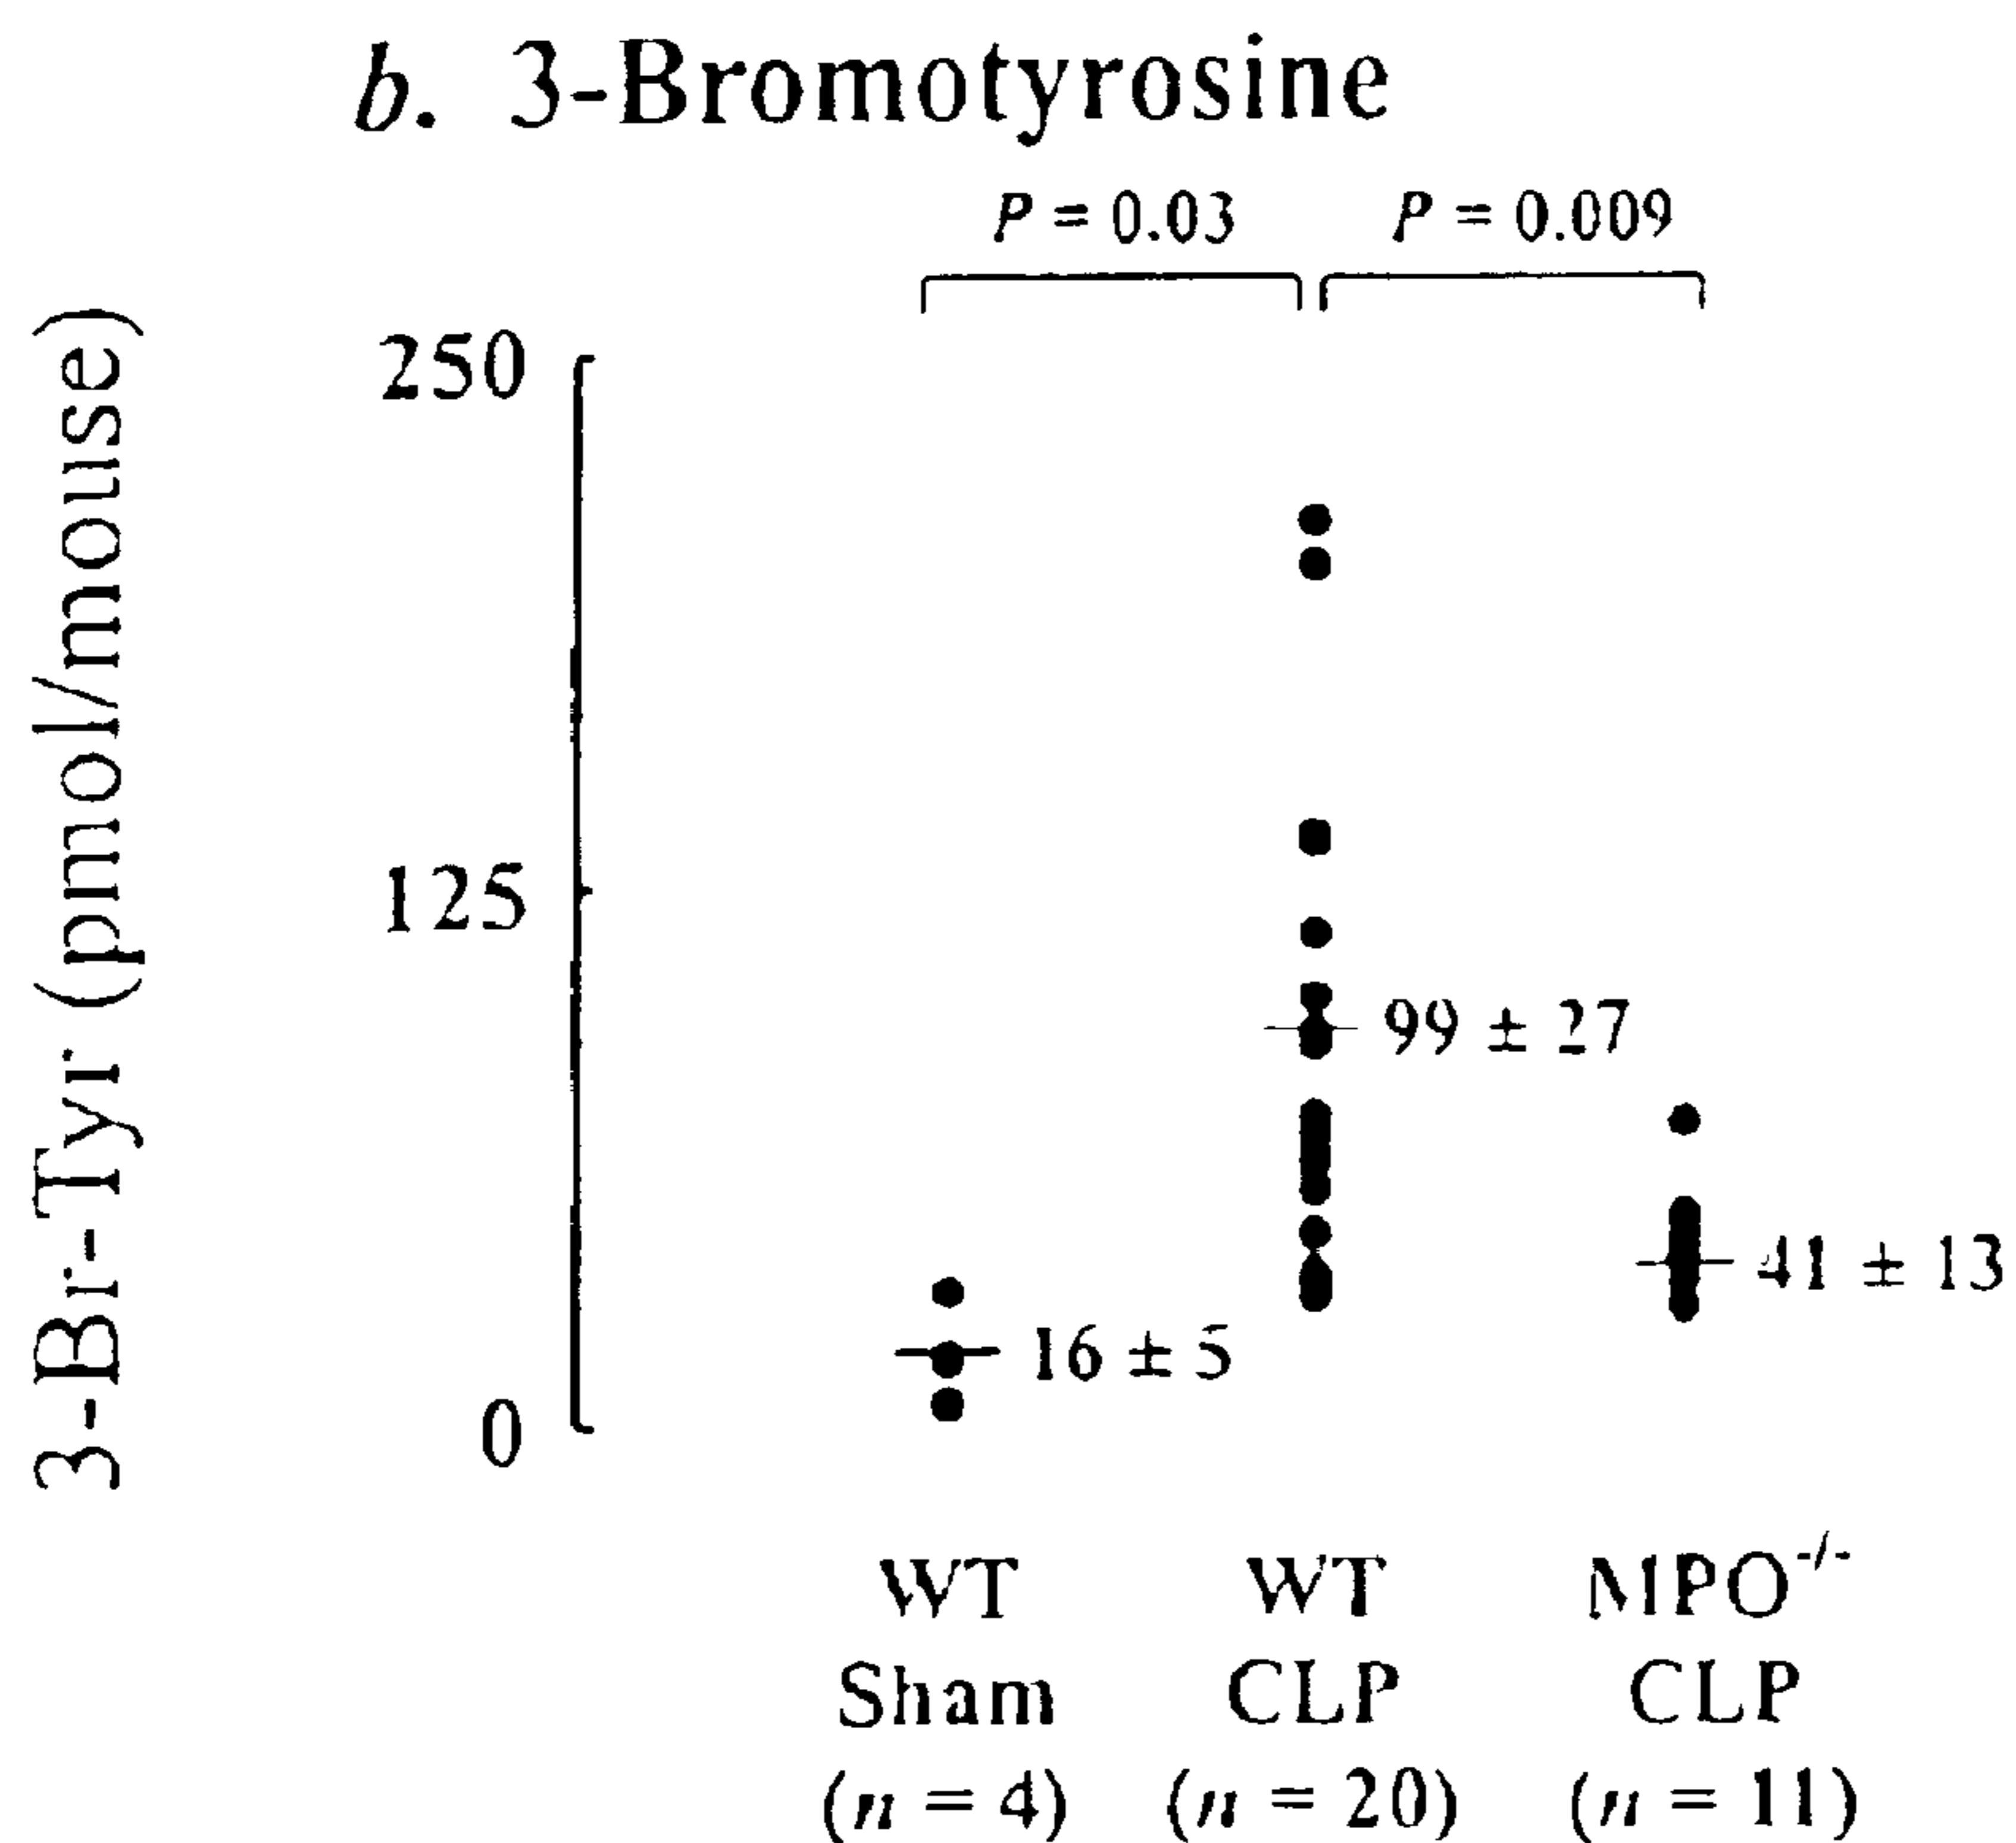 b. 3-Bromotyrosine
P = 0.03 P = 0.009
3-Br-Tyr (pmol/mouse)
250
125
0
99 ± 27
41 ± 13
16 ± 5
WT WT MPO-/-
Sham CLP CLP
(n = 4) (n = 20) (n = 11)